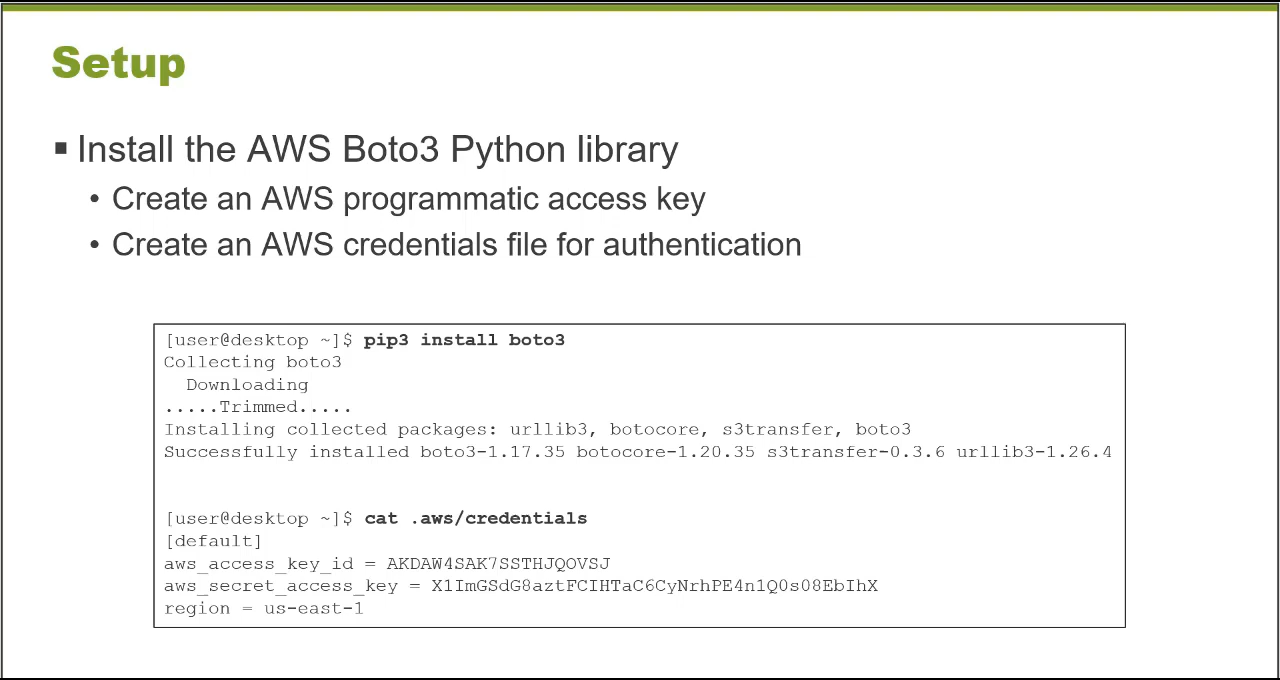 Setup
▪ Install the AWS Boto3 Python library
• Create an AWS programmatic access key
• Create an AWS credentials file for authentication
[user@desktop ~]$ pip3 install boto3
Collecting boto3
  Downloading
.....Trimmed.....
Installing collected packages: urllib3, botocore, s3transfer, boto3
Successfully installed boto3-1.17.35 botocore-1.20.35 s3transfer-0.3.6 urllib3-1.26.4
[user@desktop ~]$ cat .aws/credentials
[default]
aws_access_key_id = AKDAW4SAK7SSTHJQOVSJ
aws_secret_access_key = X1ImGSdG8aztFCIHTaC6CyNrhPE4n1Q0s08EbIhX
region = us-east-1